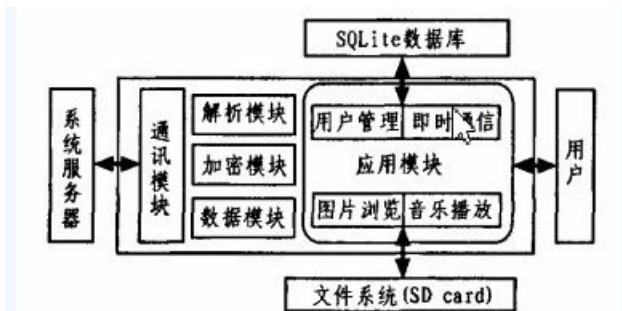 SQLite数据库
系统服务器
通讯模块
解析模块
加密模块
数据模块
用户管理
即时通信
应用模块
图片浏览
音乐播放
用户
文件系统(SD card)